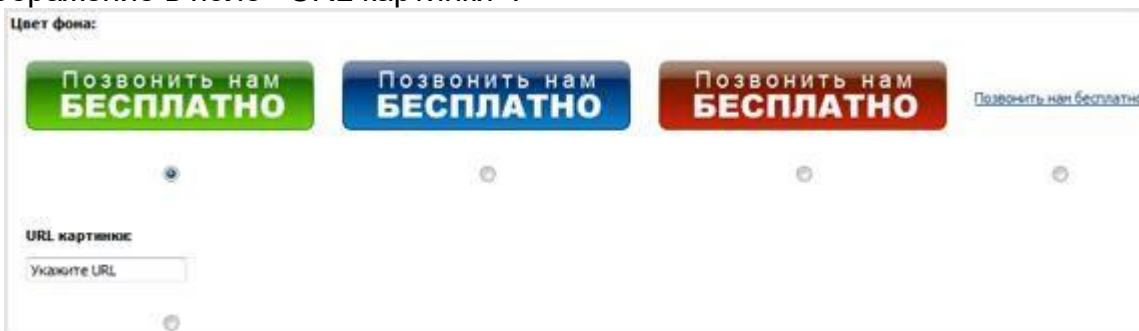 Цвет фона:
Позвонить нам
БЕСПЛАТНО
Позвонить нам
БЕСПЛАТНО
Позвонить нам
БЕСПЛАТНО
Позвонить нам бесплатно
URL картинки:
Укажите URL